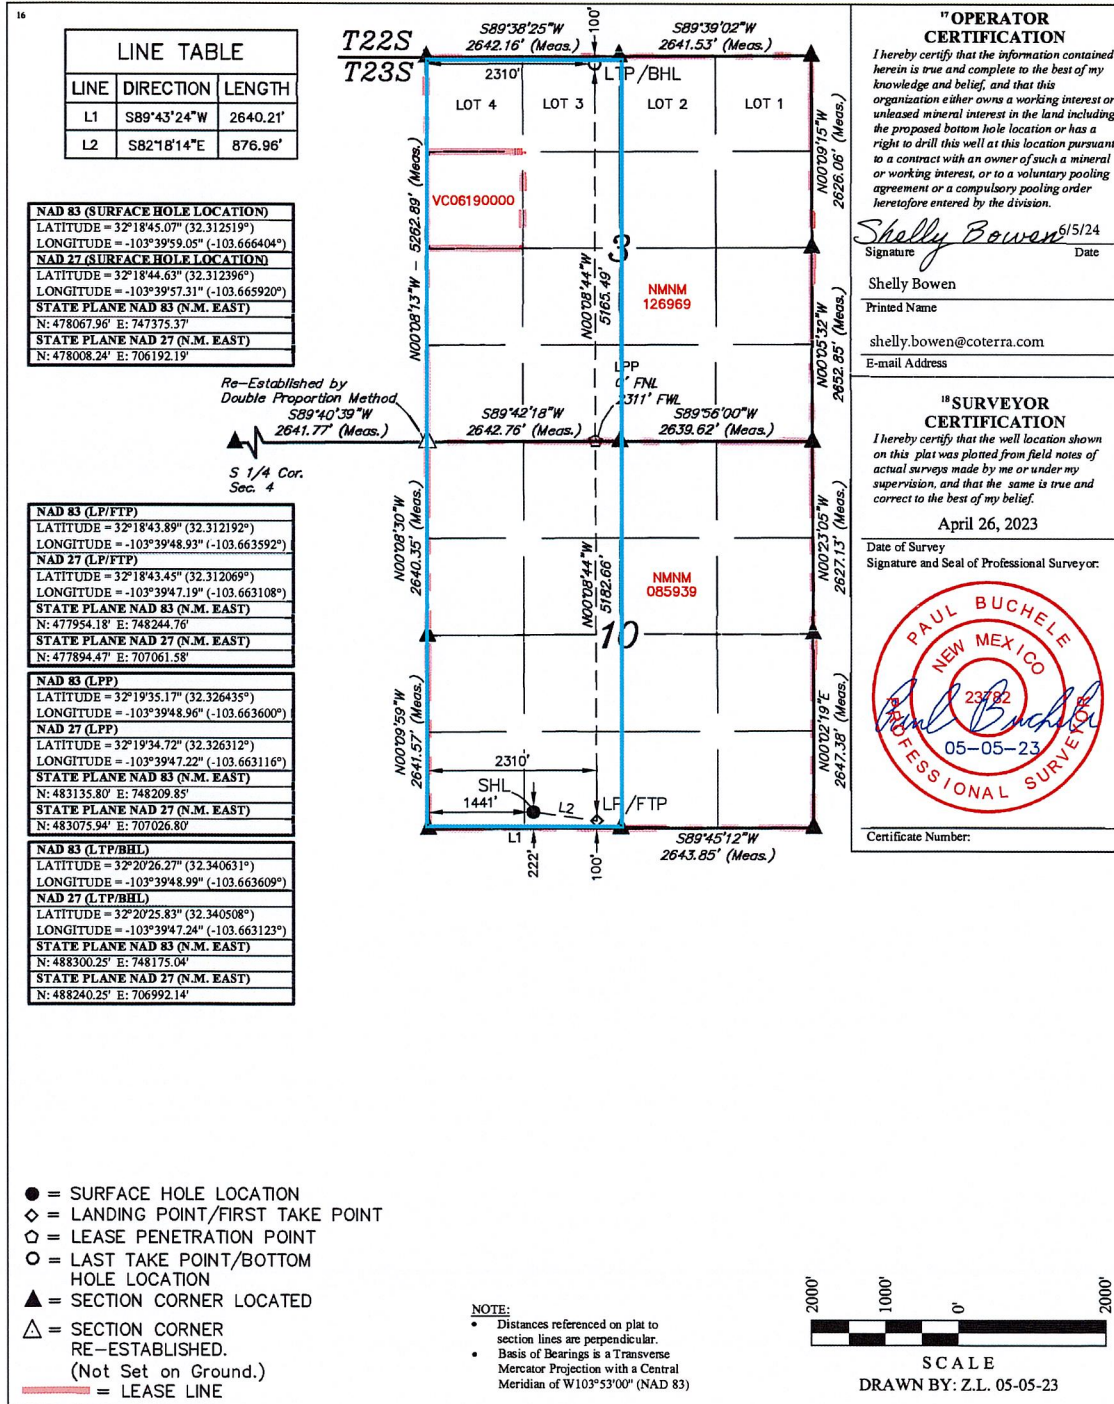 16
LINE TABLE
LINE DIRECTION LENGTH
L1 S89°43'24"W 2640.21'
L2 S82°18'14"E 876.96'
NAD 83 (SURFACE HOLE LOCATION)
LATITUDE = 32°18'45.07" (32.312519°)
LONGITUDE = -103°39'59.05" (-103.666404°)
NAD 27 (SURFACE HOLE LOCATION)
LATITUDE = 32°18'44.63" (32.312396°)
LONGITUDE = -103°39'57.31" (-103.665920°)
STATE PLANE NAD 83 (N.M. EAST)
N: 478067.96' E: 747375.37'
STATE PLANE NAD 27 (N.M. EAST)
N: 478008.24' E: 706192.19'
NAD 83 (LP/FTP)
LATITUDE = 32°18'43.89" (32.312192°)
LONGITUDE = -103°39'48.93" (-103.663592°)
NAD 27 (LP/FTP)
LATITUDE = 32°18'43.45" (32.312069°)
LONGITUDE = -103°39'47.19" (-103.663108°)
STATE PLANE NAD 83 (N.M. EAST)
N: 477954.18' E: 748244.76'
STATE PLANE NAD 27 (N.M. EAST)
N: 477894.47' E: 707061.58'
NAD 83 (LPP)
LATITUDE = 32°19'35.17" (32.326435°)
LONGITUDE = -103°39'48.96" (-103.663600°)
NAD 27 (LPP)
LATITUDE = 32°19'34.72" (32.326312°)
LONGITUDE = -103°39'47.22" (-103.663116°)
STATE PLANE NAD 83 (N.M. EAST)
N: 483135.80' E: 748209.85'
STATE PLANE NAD 27 (N.M. EAST)
N: 483075.94' E: 707026.80'
NAD 83 (LTP/BHL)
LATITUDE = 32°20'26.27" (32.340631°)
LONGITUDE = -103°39'48.99" (-103.663609°)
NAD 27 (LTP/BHL)
LATITUDE = 32°20'25.83" (32.340508°)
LONGITUDE = -103°39'47.24" (-103.663123°)
STATE PLANE NAD 83 (N.M. EAST)
N: 488300.25' E: 748175.04'
STATE PLANE NAD 27 (N.M. EAST)
N: 488240.25' E: 706992.14'
T22S
T23S
S89°38'25"W
2642.16' (Meas.)
100'
S89°39'02"W
2641.53' (Meas.)
2310'
LTP/BHL
LOT 4
LOT 3
LOT 2
LOT 1
N00°08'13"W - 5262.89' (Meas.)
N00°09'15"W
2626.06' (Meas.)
VC06190000
3
N00°08'44"W
5165.49'
NMNM
126969
N00°05'32"W
2652.85' (Meas.)
LPP
0' FNL
2311' FWL
Re-Established by
Double Proportion Method
S89°40'39"W
2641.77' (Meas.)
S89°42'18"W
2642.76' (Meas.)
S89°56'00"W
2639.62' (Meas.)
S 1/4 Cor.
Sec. 4
N00°08'30"W
2640.35' (Meas.)
N00°08'44"W
5182.66'
NMNM
085939
N00°23'05"W
2627.13' (Meas.)
10
N00°09'59"W
2641.57' (Meas.)
N00°02'19"E
2647.38' (Meas.)
2310'
SHL
1441'
L2
LP/FTP
L1
222'
100'
S89°45'12"W
2643.85' (Meas.)
17 OPERATOR
CERTIFICATION
I hereby certify that the information contained
herein is true and complete to the best of my
knowledge and belief, and that this
organization either owns a working interest or
unleased mineral interest in the land including
the proposed bottom hole location or has a
right to drill this well at this location pursuant
to a contract with an owner of such a mineral
or working interest, or to a voluntary pooling
agreement or a compulsory pooling order
heretofore entered by the division.
Shelly Bowen 6/5/24
Signature Date
Shelly Bowen
Printed Name
shelly.bowen@coterra.com
E-mail Address
18 SURVEYOR
CERTIFICATION
I hereby certify that the well location shown
on this plat was plotted from field notes of
actual surveys made by me or under my
supervision, and that the same is true and
correct to the best of my belief.
April 26, 2023
Date of Survey
Signature and Seal of Professional Surveyor:
PAUL BUCHELE
NEW MEXICO
23782
Paul Buchele
05-05-23
PROFESSIONAL SURVEYOR
Certificate Number:
● = SURFACE HOLE LOCATION
◇ = LANDING POINT/FIRST TAKE POINT
⌂ = LEASE PENETRATION POINT
O = LAST TAKE POINT/BOTTOM
HOLE LOCATION
▲ = SECTION CORNER LOCATED
△ = SECTION CORNER
RE-ESTABLISHED.
(Not Set on Ground.)
= LEASE LINE
NOTE:
• Distances referenced on plat to
section lines are perpendicular.
• Basis of Bearings is a Transverse
Mercator Projection with a Central
Meridian of W103°53'00" (NAD 83)
2000' 1000' 0' 2000'
SCALE
DRAWN BY: Z.L. 05-05-23